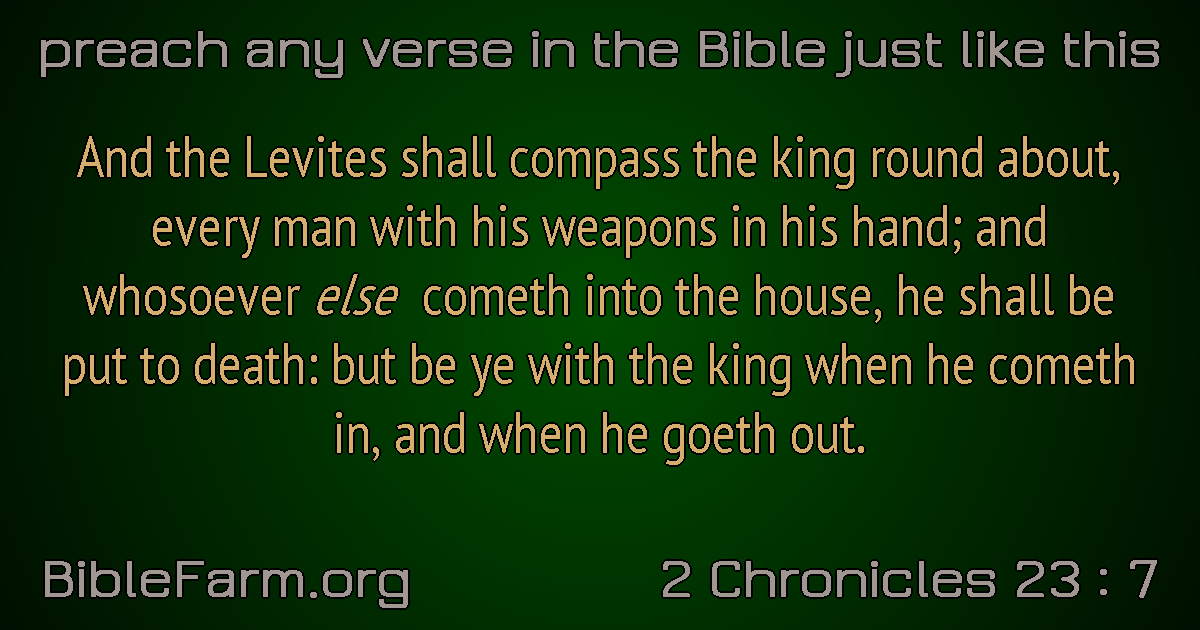 preach any verse in the Bible just like this
And the Levites shall compass the king round about,
every man with his weapons in his hand; and
whosoever else cometh into the house, he shall be
put to death: but be ye with the king when he cometh
in, and when he goeth out.
BibleFarm.org
2 Chronicles 23 : 7